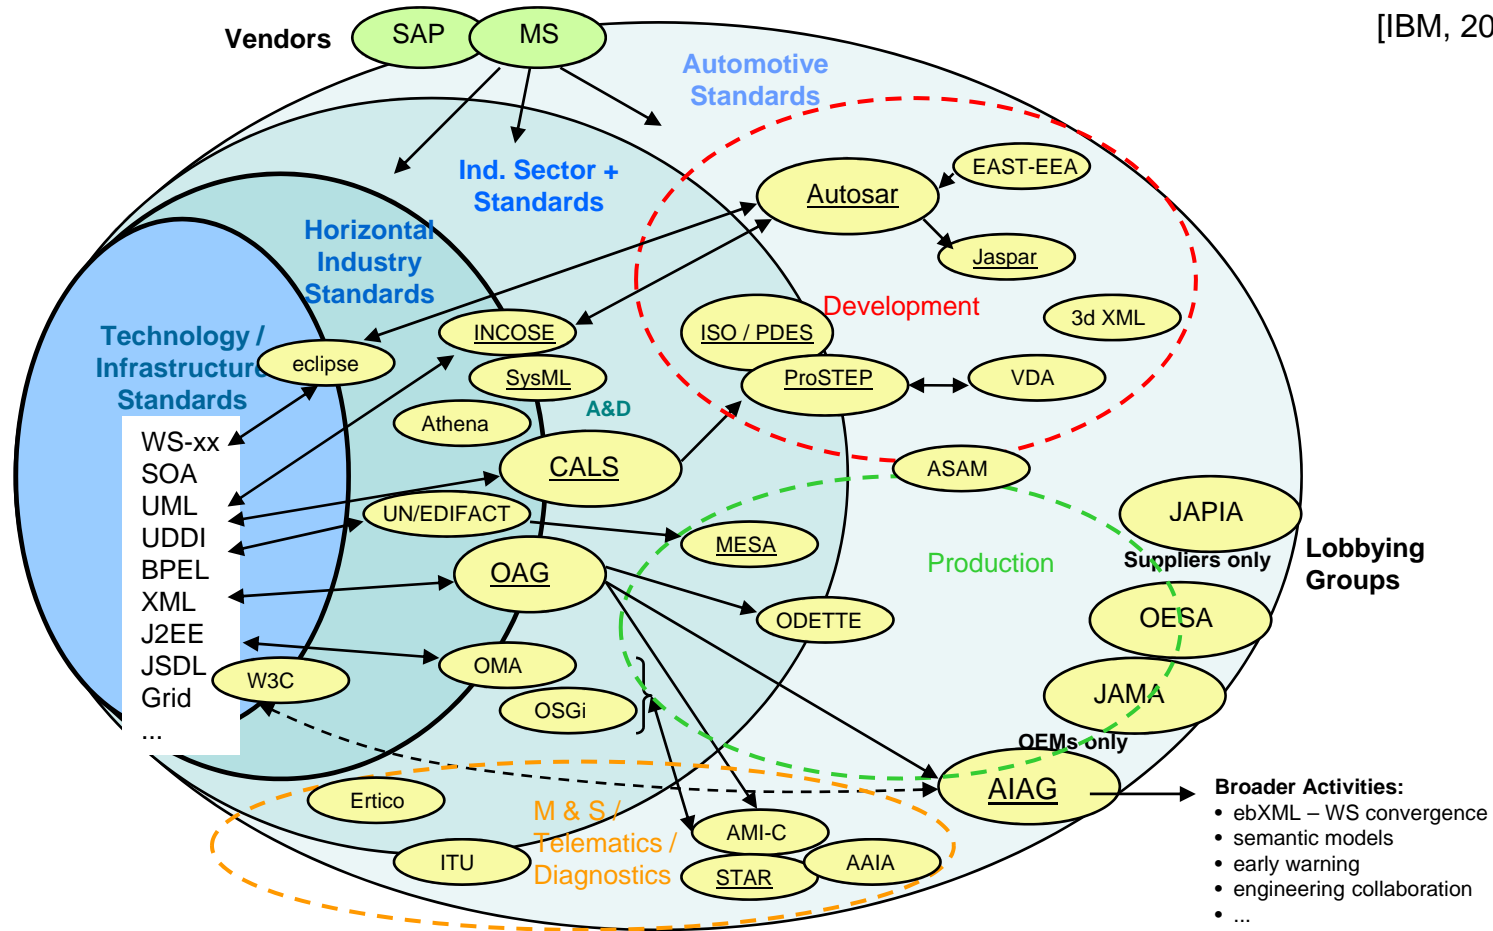 Vendors
SAP
MS
[IBM, 20
Automotive
Standards
Ind. Sector +
Standards
EAST-EEA
Autosar
Horizontal
Industry
Standards
Jaspar
Development
3d XML
Technology /
Infrastructure
Standards
eclipse
INCOSE
ISO / PDES
SysML
ProSTEP
VDA
A&D
Athena
WS-xx
SOA
UML
UDDI
BPEL
XML
J2EE
JSDL
Grid
...
CALS
ASAM
UN/EDIFACT
MESA
JAPIA
Suppliers only
Production
Lobbying
Groups
OAG
ODETTE
OESA
OMA
W3C
OSGi
JAMA
OEMs only
AIAG
Ertico
M & S /
Telematics /
Diagnostics
AMI-C
ITU
STAR
AAIA
Broader Activities:
• ebXML – WS convergence
• semantic models
• early warning
• engineering collaboration
• ...